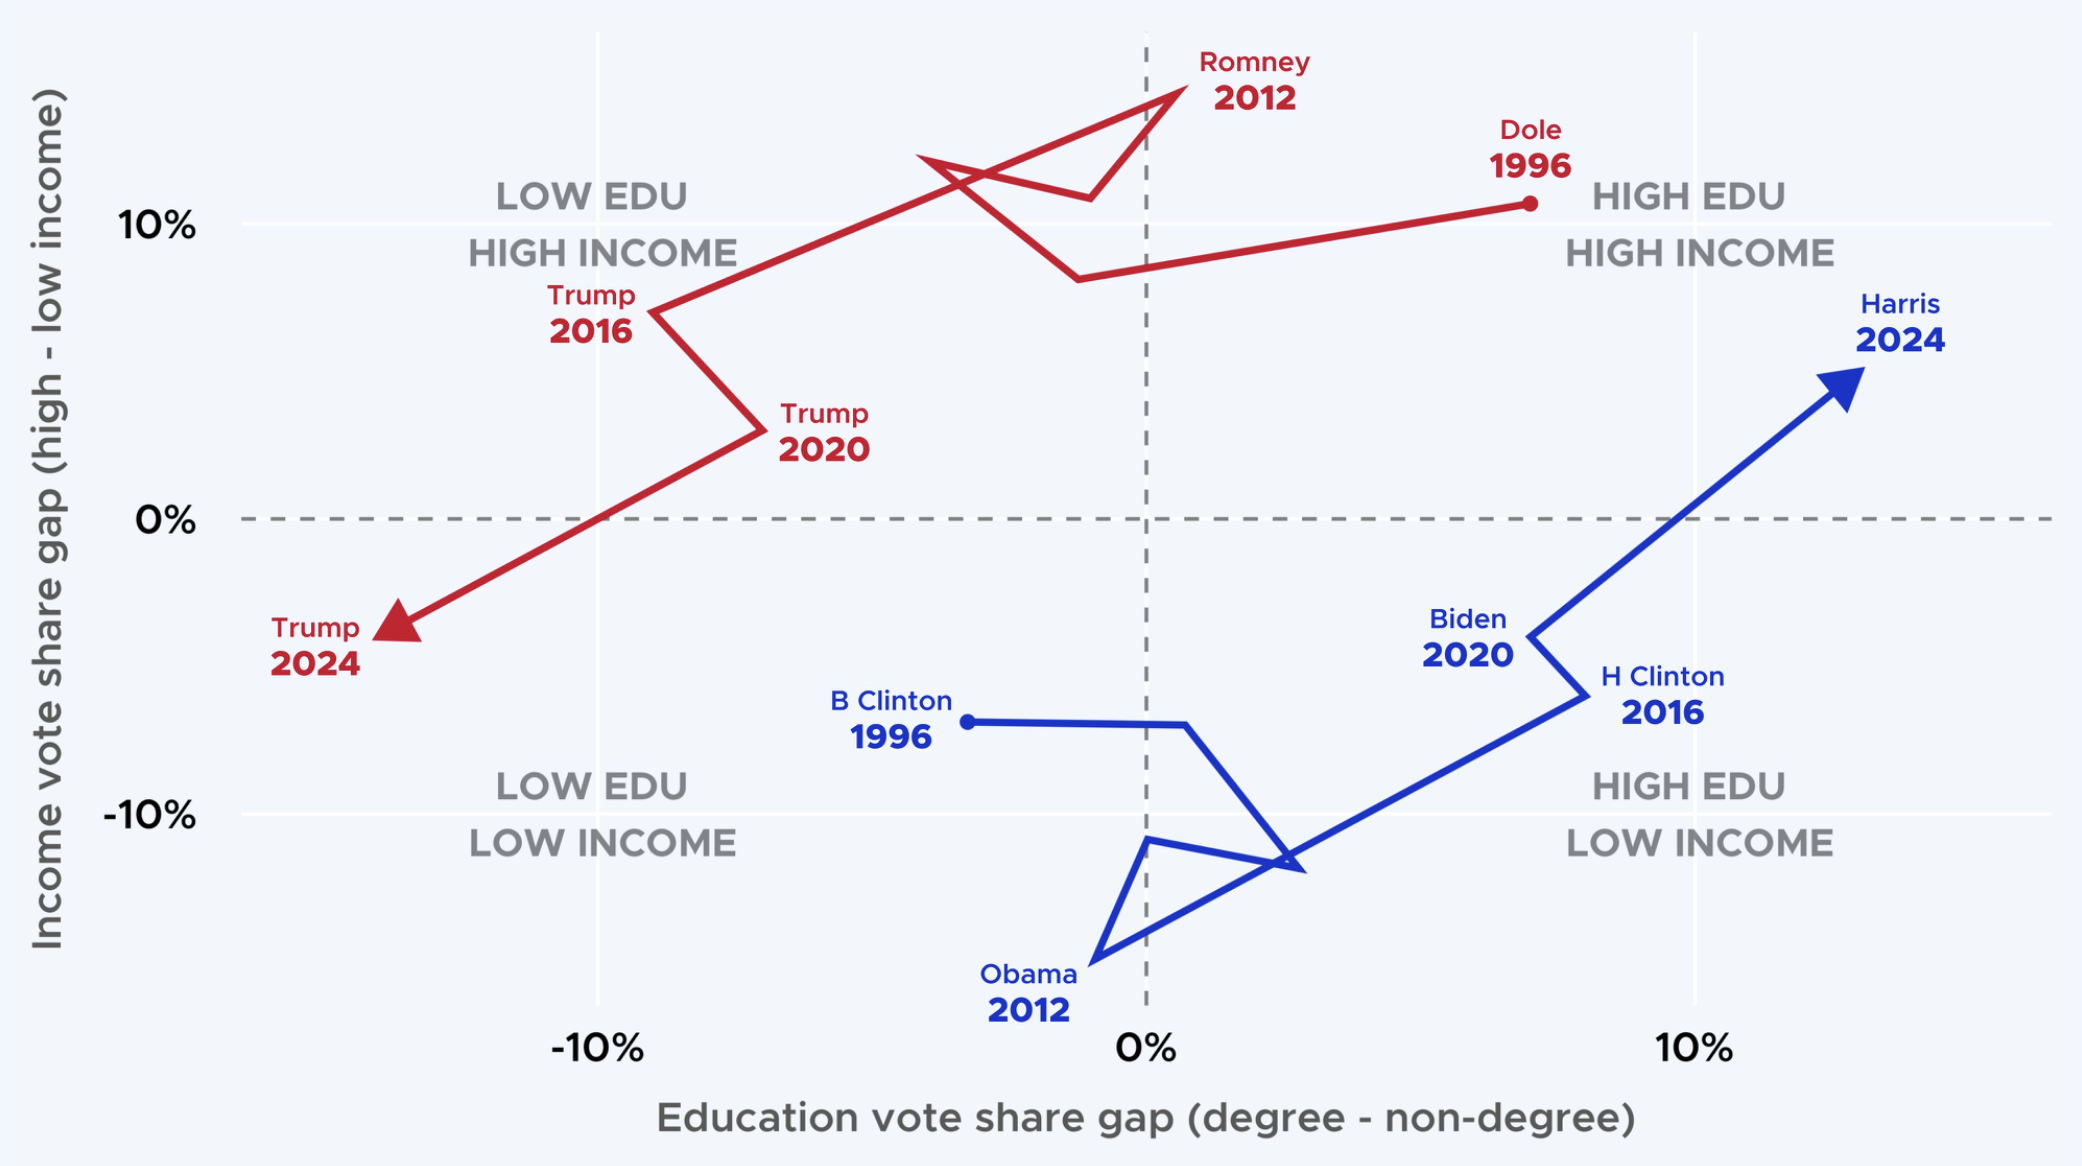 Romney
2012
Dole
1996
LOW EDU
HIGH INCOME
HIGH EDU
HIGH INCOME
10%
Trump
2016
Harris
2024
Trump
2020
0%
Trump
2024
Biden
2020
H Clinton
2016
B Clinton
1996
LOW EDU
LOW INCOME
HIGH EDU
LOW INCOME
-10%
Obama
2012
Income vote share gap (high - low income)
-10%
0%
10%
Education vote share gap (degree - non-degree)